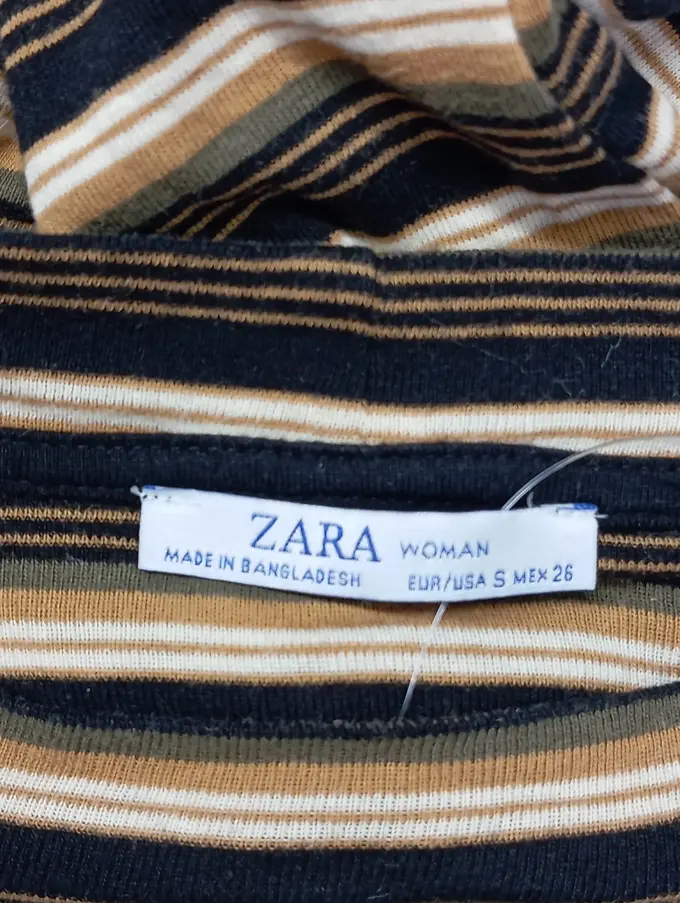 ZARA WOMAN
MADE IN BANGLADESH EUR/USA S MEX 26